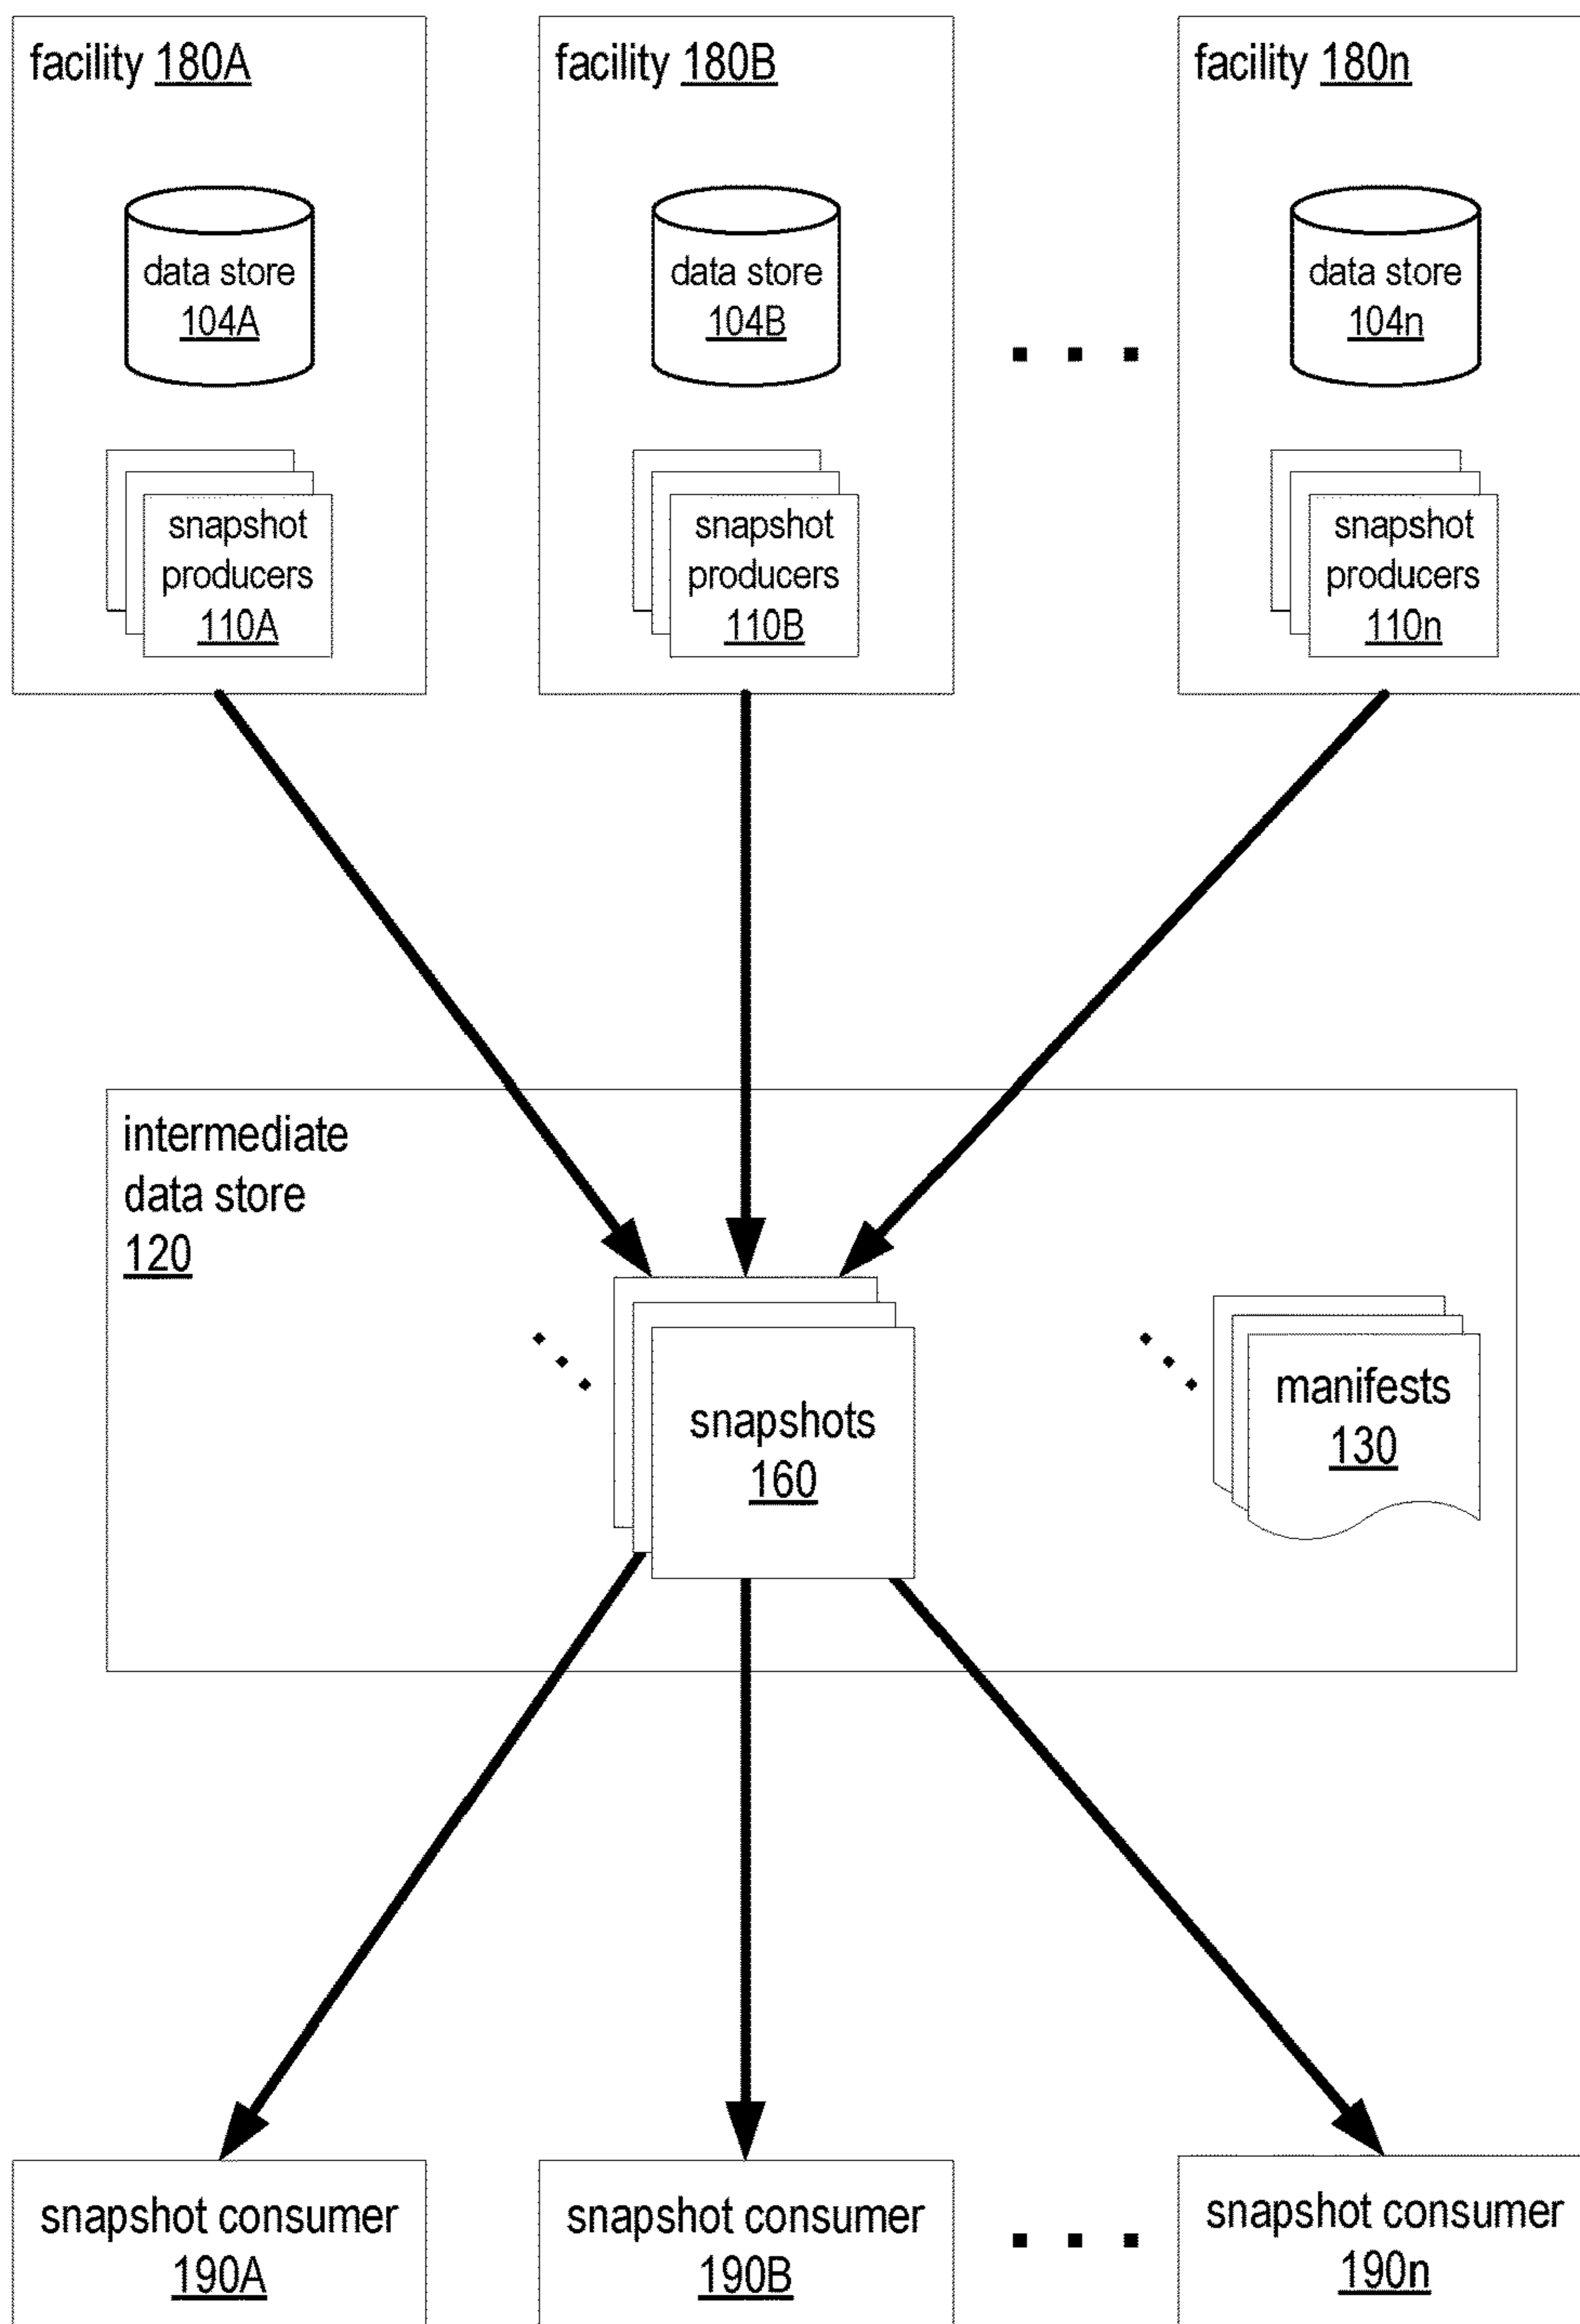 facility 180A
data store
104A
snapshot
producers
110A
facility 180B
data store
104B
snapshot
producers
110B
facility 180n
data store
104n
snapshot
producers
110n
intermediate
data store
120
snapshots
160
manifests
130
snapshot consumer
190A
snapshot consumer
190B
snapshot consumer
190n